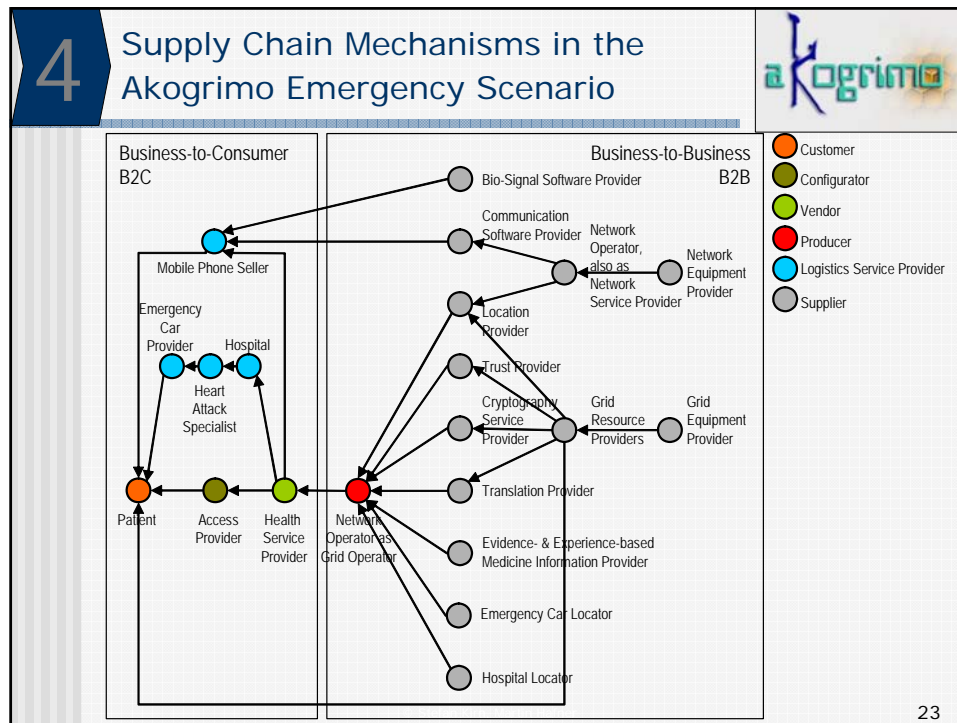 4
Supply Chain Mechanisms in the
Akogrimo Emergency Scenario
akogrimo
Business-to-Consumer
B2C
Business-to-Business
B2B
Customer
Configurator
Vendor
Producer
Logistics Service Provider
Supplier
Bio-Signal Software Provider
Communication
Software Provider
Network
Operator,
also as
Network
Service Provider
Network
Equipment
Provider
Mobile Phone Seller
Emergency
Car
Provider
Hospital
Heart
Attack
Specialist
Location
Provider
Trust Provider
Cryptography
Service
Provider
Grid
Resource
Providers
Grid
Equipment
Provider
Translation Provider
Patient
Access
Provider
Health
Service
Provider
Network
Operator as
Grid Operator
Evidence- & Experience-based
Medicine Information Provider
Emergency Car Locator
Hospital Locator
23